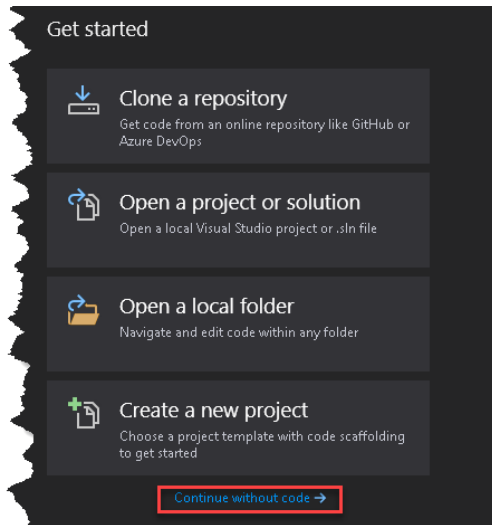 Get started
Clone a repository
Get code from an online repository like GitHub or
Azure DevOps
Open a project or solution
Open a local Visual Studio project or .sln file
Open a local folder
Navigate and edit code within any folder
Create a new project
Choose a project template with code scaffolding
to get started
Continue without code →